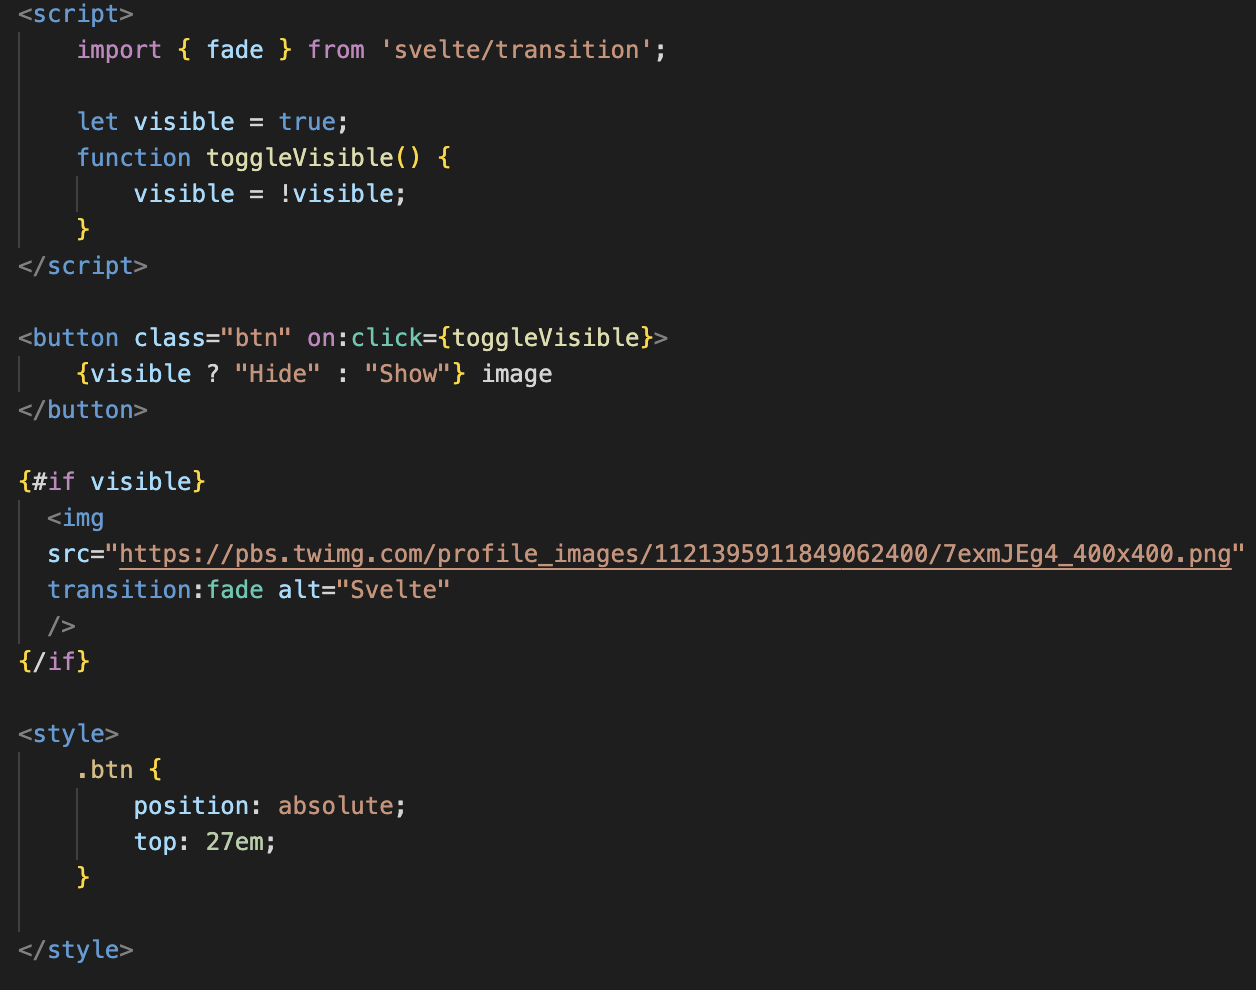 <script>
    import { fade } from 'svelte/transition';

    let visible = true;
    function toggleVisible() {
        visible = !visible;
    }
</script>

<button class="btn" on:click={toggleVisible}>
    {visible ? "Hide" : "Show"} image
</button>

{#if visible}
  <img
  src="https://pbs.twimg.com/profile_images/1121395911849062400/7exmJEg4_400x400.png"
  transition:fade alt="Svelte"
  />
{/if}

<style>
    .btn {
        position: absolute;
        top: 27em;
    }

</style>